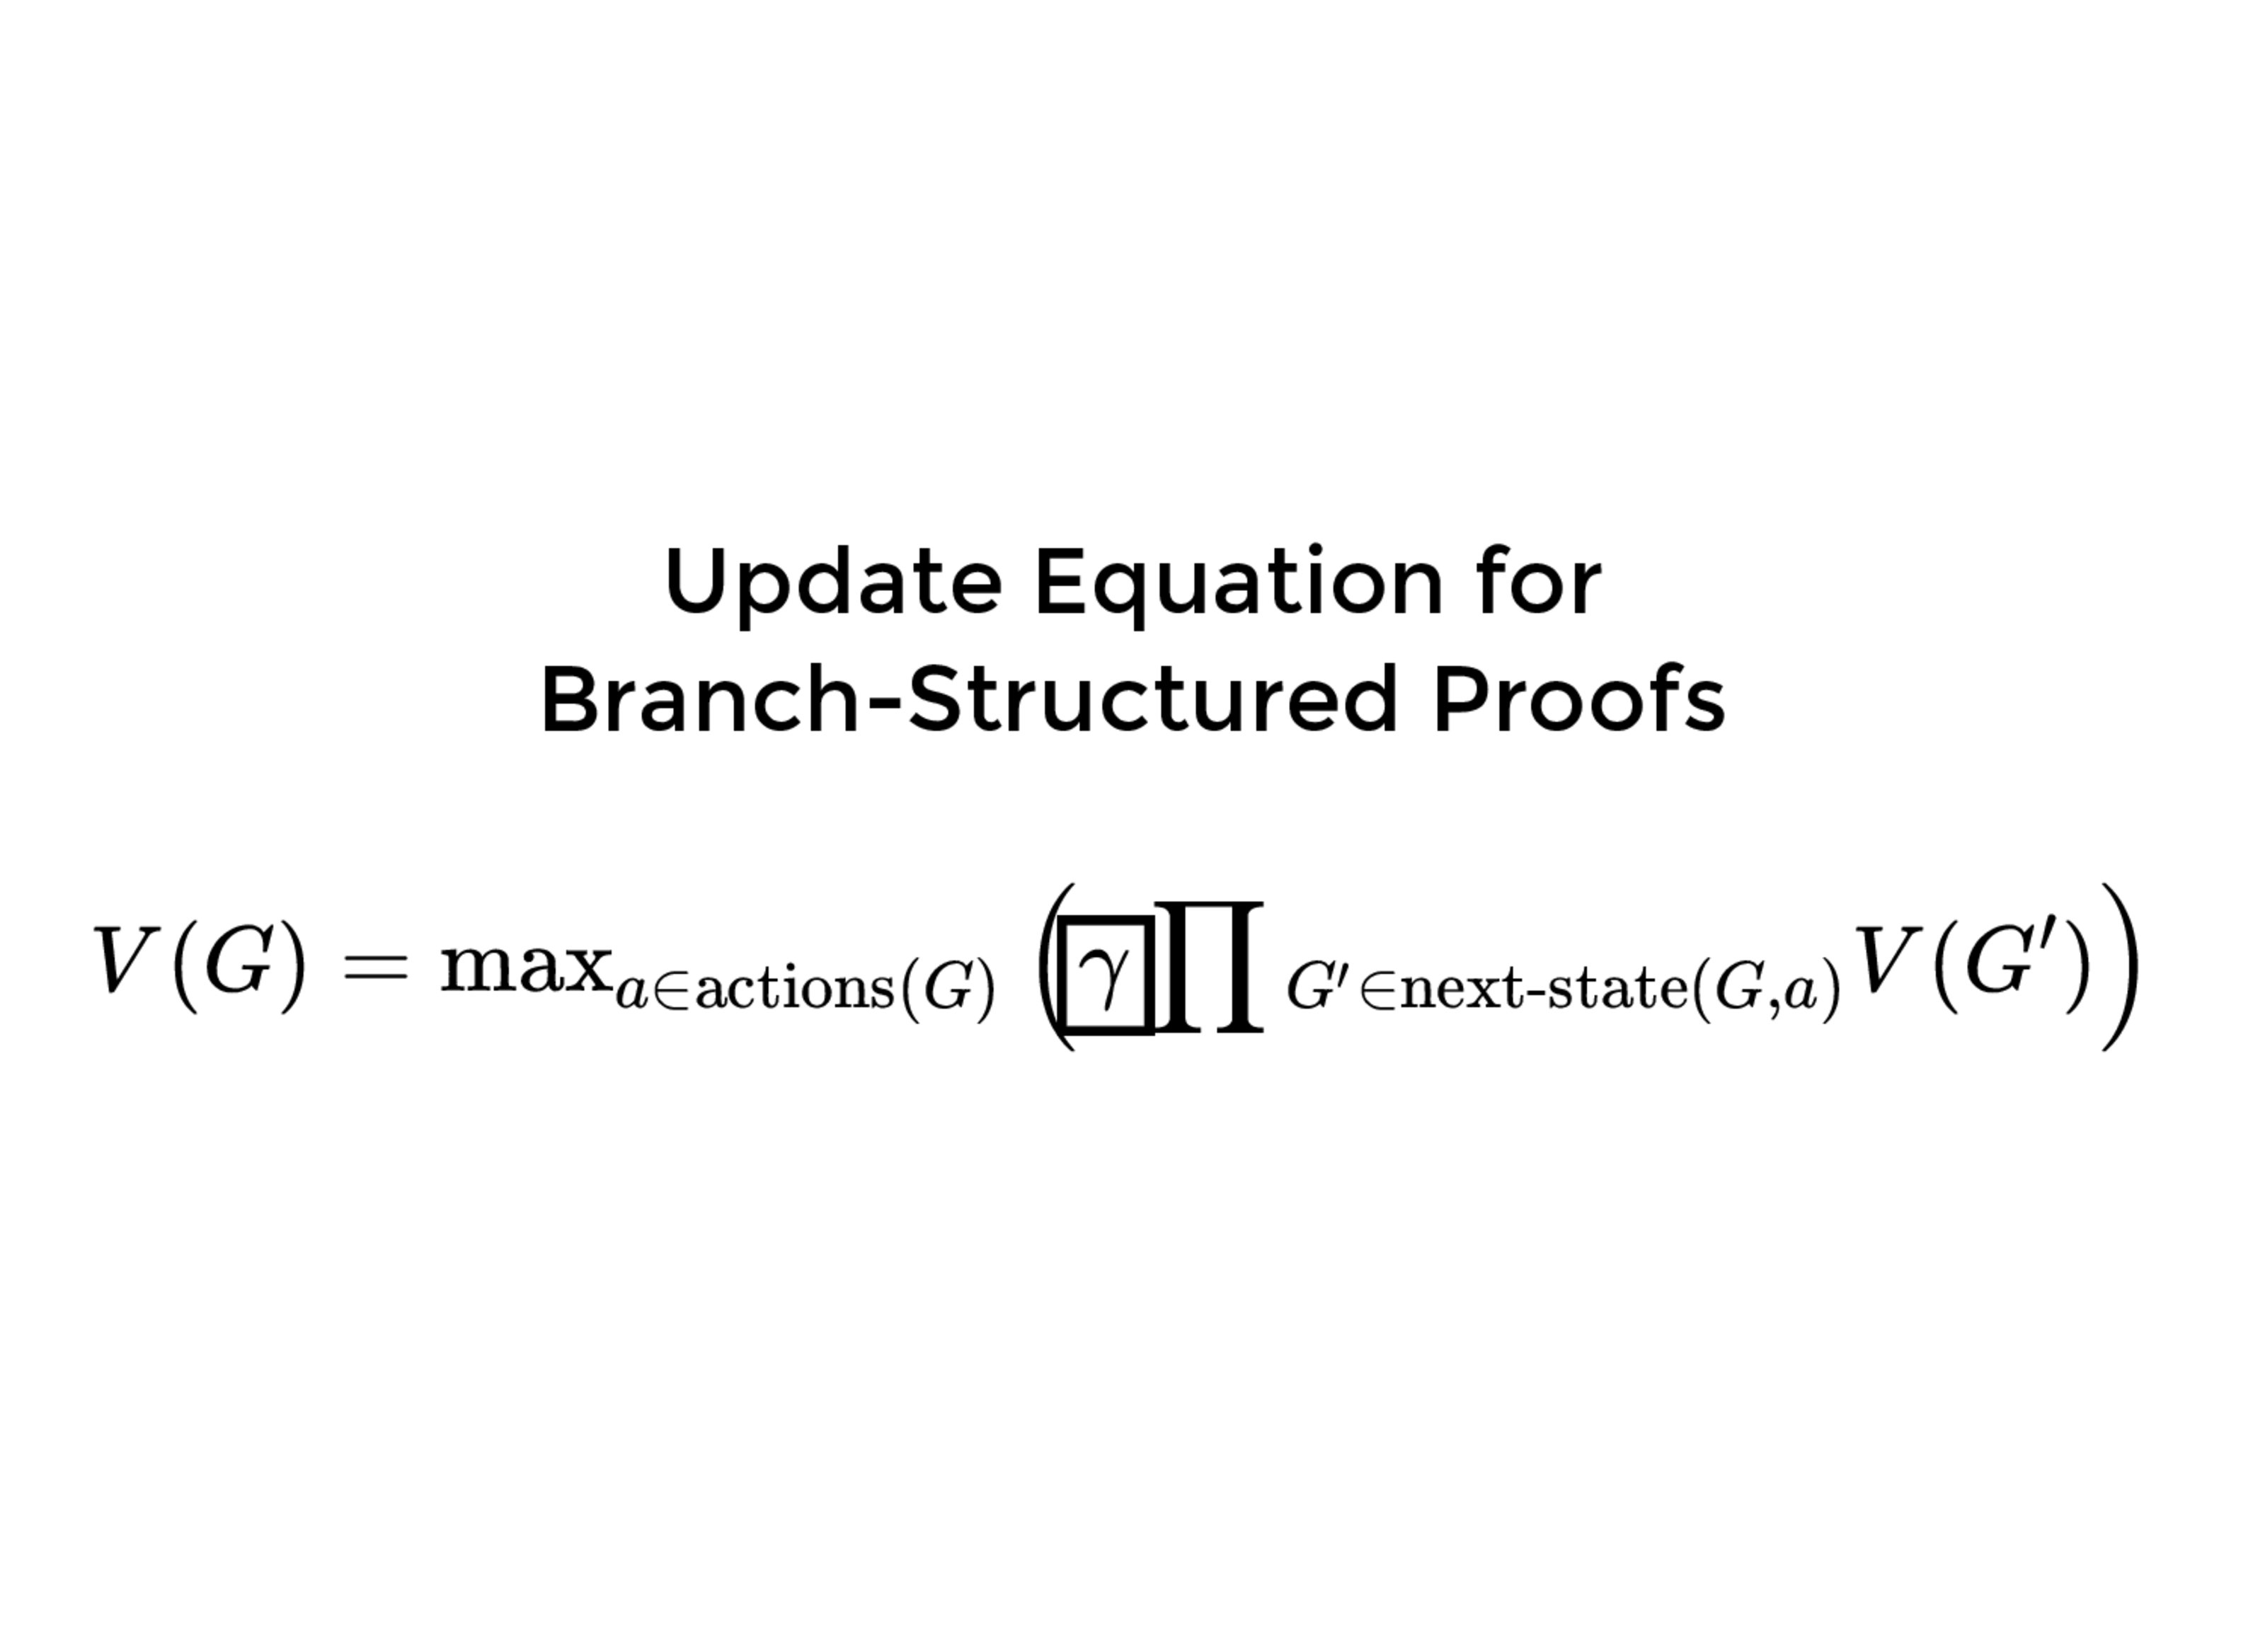 Update Equation for
Branch-Structured Proofs
V(G) = max_{a∈actions(G)} (γ ∏_{G′∈next-state(G,a)} V(G′))